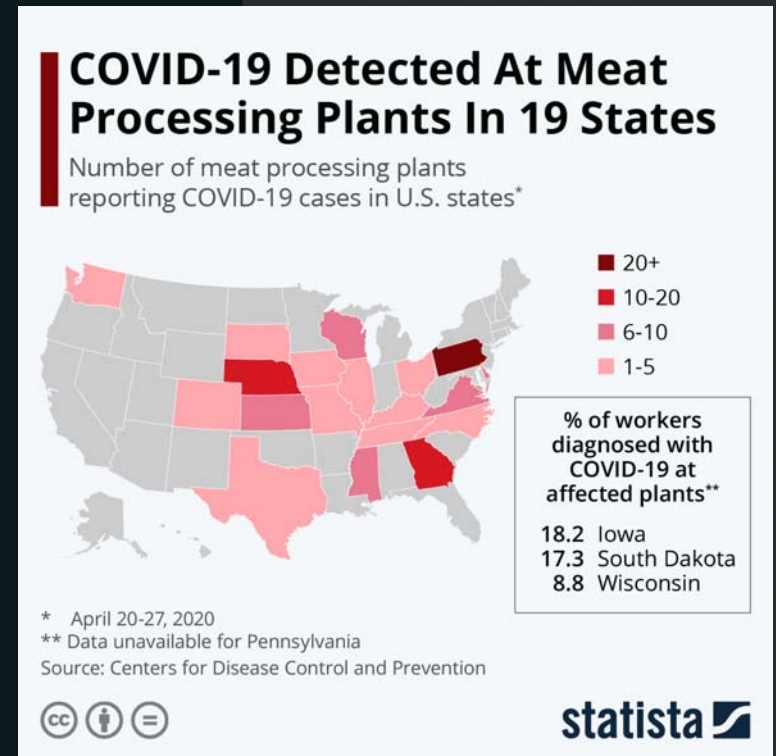 COVID-19 Detected At Meat
Processing Plants In 19 States
Number of meat processing plants
reporting COVID-19 cases in U.S. states*
20+
10-20
6-10
1-5
% of workers
diagnosed with
COVID-19 at
affected plants**
18.2 Iowa
17.3 South Dakota
8.8 Wisconsin
* April 20-27, 2020
** Data unavailable for Pennsylvania
Source: Centers for Disease Control and Prevention
cc
statista